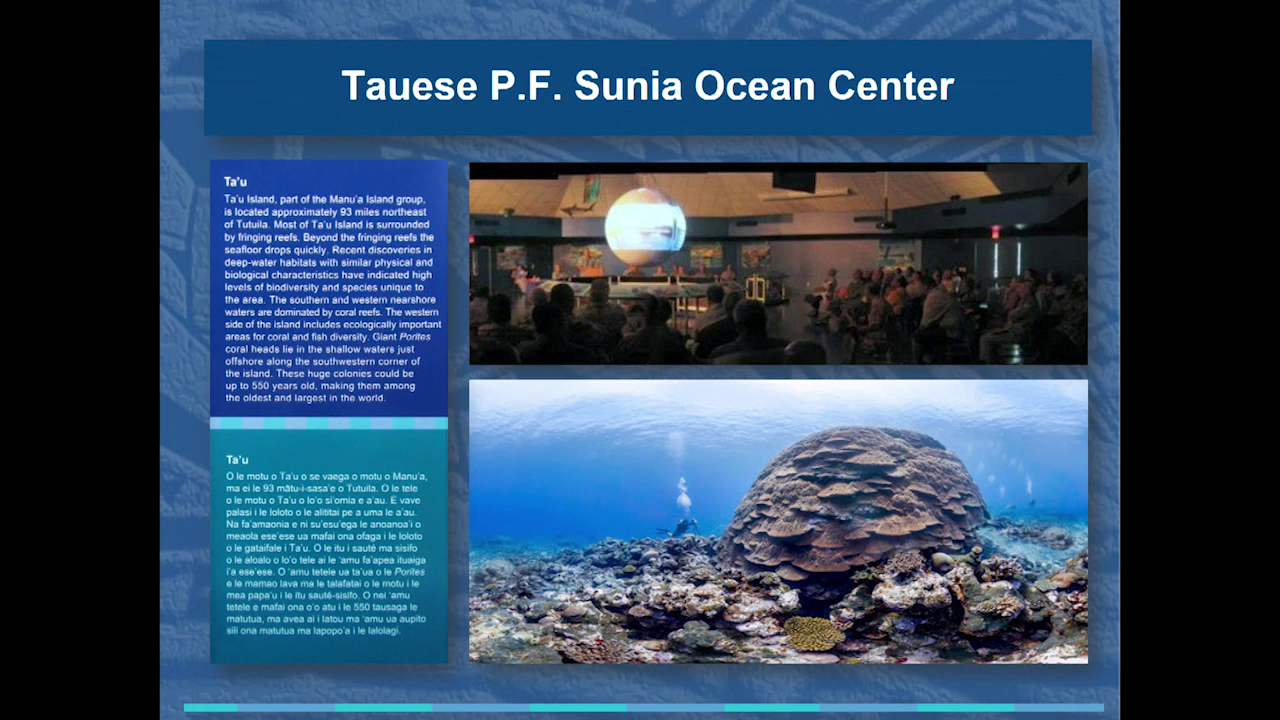 Tauese P.F. Sunia Ocean Center
Ta'u
Ta'u Island, part of the Manu'a Island group,
is located approximately 93 miles northeast
of Tutuila. Most of Ta'u Island is surrounded
by fringing reefs. Beyond the fringing reefs the
seafloor drops quickly. Recent discoveries in
deep-water habitats with similar physical and
biological characteristics have indicated high
levels of biodiversity and species unique to
the area. The southern and western nearshore
waters are dominated by coral reefs. The western
side of the island includes ecologically important
areas for coral and fish diversity. Giant Porites
coral heads lie in the shallow waters just
offshore along the southwestern corner of
the island. These huge colonies could be
up to 550 years old, making them among
the oldest and largest in the world.
Ta'u
O le motu o Ta'u o se vaega o motu o Manu'a,
ma ei le 93 mātu-i-sasa'e o Tutuila. O le tele
o le motu o Ta'u o lo'o si'omia e a'au. E vave
palasi i le loloto o le alititai pe a uma le a'au.
Na fa'amaonia e ni su'esu'ega le anoanoa'i o
meaola ese'ese ua mafai ona ofaga i le loloto
o le gataifale i Ta'u. O le itu i sauté ma sisifo
o le aloalo o lo'o tele ai le 'amu fa'apea ituaiga
i'a ese'ese. O 'amu tetele ua ta'ua o le Porites
e le mamao lava ma le talafatai o le motu i le
mea papa'u i le itu sauté-sisifo. O nei 'amu
tetele e mafai ona o'o atu i le 550 tausaga le
matutua, ma avea ai i latou ma 'amu ua aupito
sili ona matutua ma lapopo'a i le lalolagi.